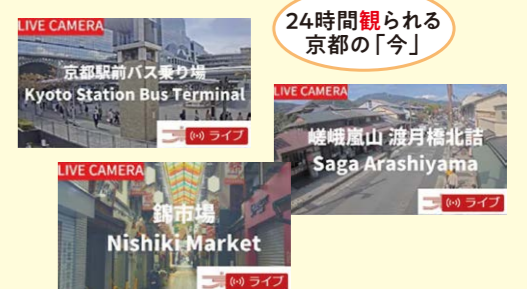 24時間観られる
京都の「今」
LIVE CAMERA
京都駅前バス乗り場
Kyoto Station Bus Terminal
ライブ
LIVE CAMERA
嵯峨嵐山 渡月橋北詰
Saga Arashiyama
ライブ
LIVE CAMERA
錦市場
Nishiki Market
ライブ